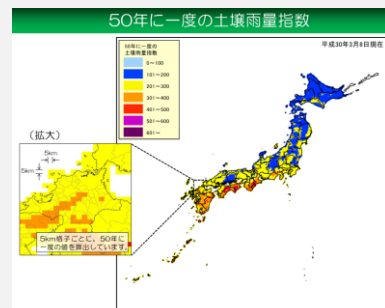 50年に一度の土壌雨量指数
平成30年3月8日現在
50年に一度の
土壌雨量指数
0～100
101～200
201～300
301～400
401～500
501～600
601～
（拡大）
5km
5km
5km格子ごとに、50年に
一度の値を算出しています。